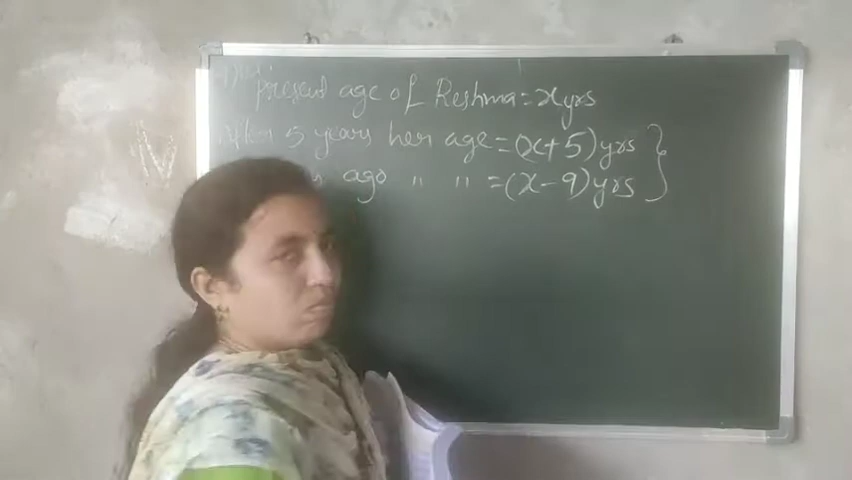 present age of Reshma = x yrs
After 5 years her age = (x+5) yrs
ago " " = (x-9) yrs